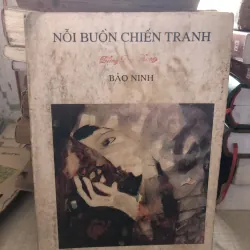 NỖI BUỒN CHIẾN TRANH
BẢO NINH